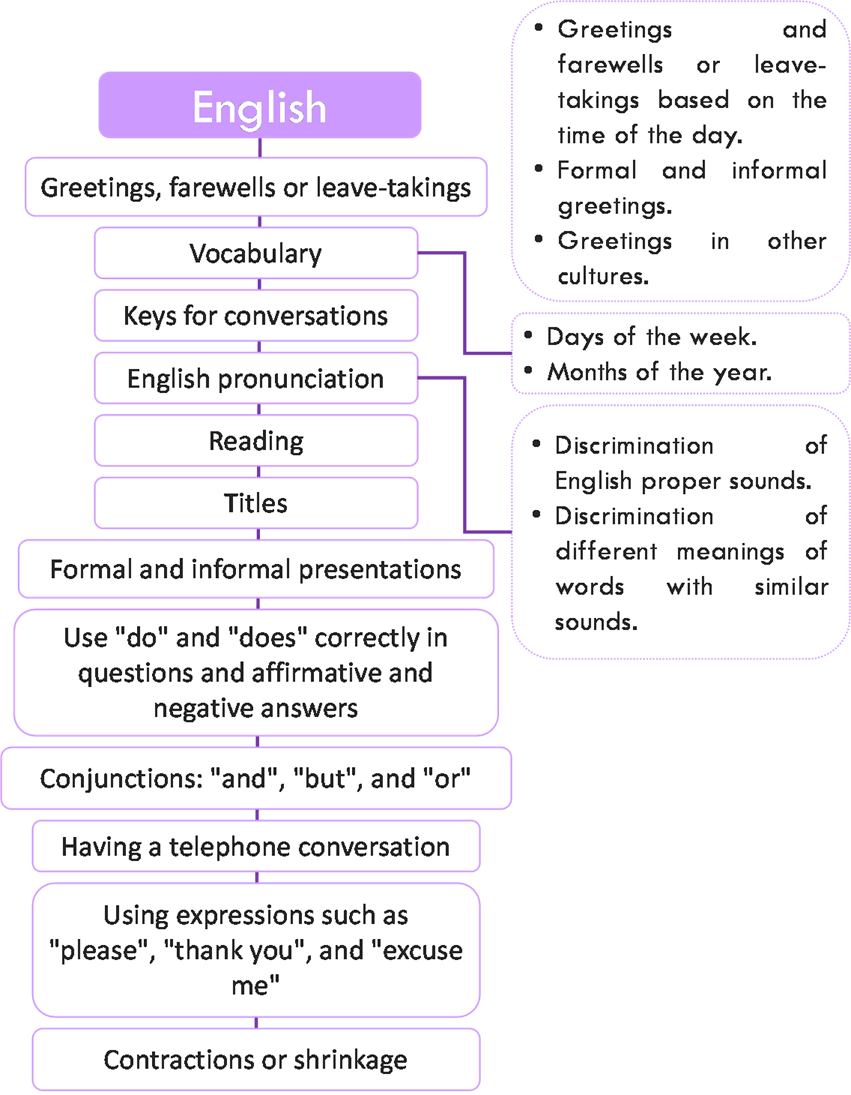 English
Greetings, farewells or leave-takings
Vocabulary
Keys for conversations
English pronunciation
Reading
Titles
Formal and informal presentations
Use "do" and "does" correctly in
questions and affirmative and
negative answers
Conjunctions: "and", "but", and "or"
Having a telephone conversation
Using expressions such as
"please", "thank you", and "excuse
me"
Contractions or shrinkage
• Greetings and
farewells or leave-
takings based on the
time of the day.
• Formal and informal
greetings.
• Greetings in other
cultures.
• Days of the week.
• Months of the year.
• Discrimination of
English proper sounds.
• Discrimination of
different meanings of
words with similar
sounds.